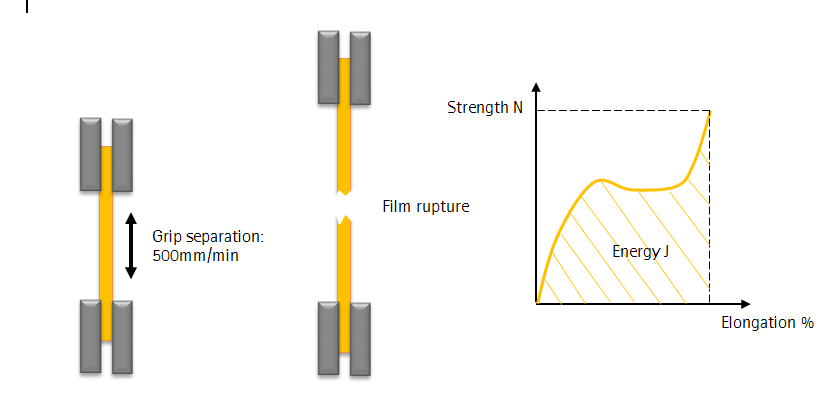 Strength N
Film rupture
Grip separation:
500mm/min
Energy J
Elongation %